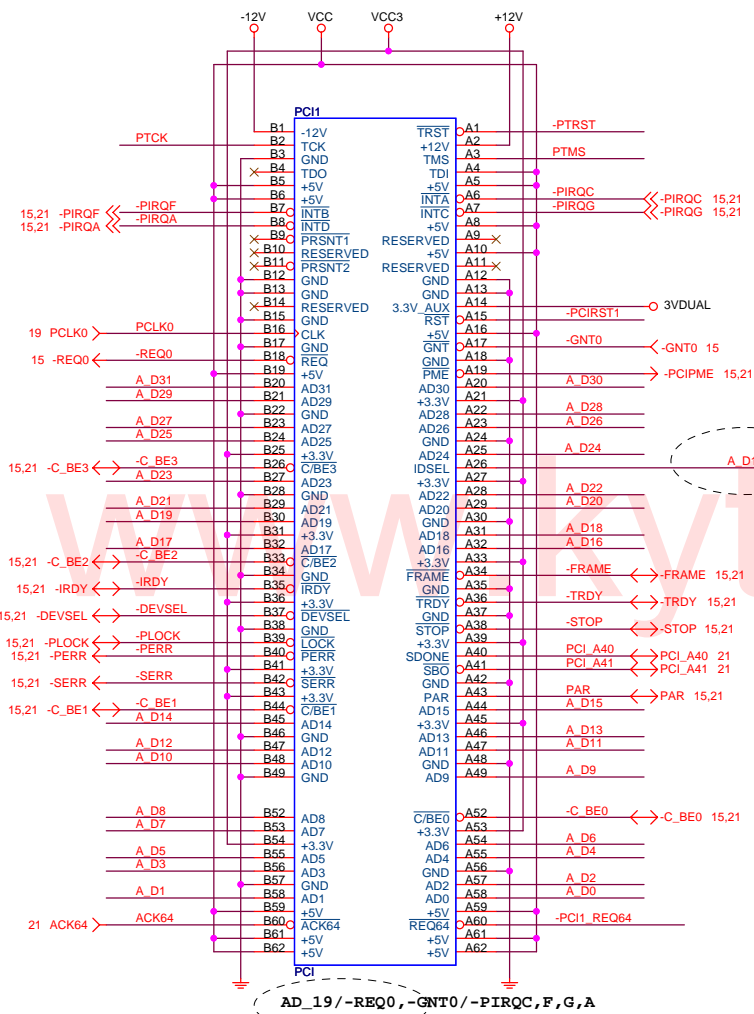 -12V VCC VCC3 +12V
PCI1
B1 -12V TRST A1 -PTRST
PTCK B2 TCK +12V A2
B3 GND TMS A3 PTMS
B4 TDO TDI A4
B5 +5V +5V A5
B6 +5V INTA A6 -PIRQC -PIRQC 15,21
15,21 -PIRQF -PIRQF B7 INTB INTC A7 -PIRQG -PIRQG 15,21
15,21 -PIRQA -PIRQA B8 INTD +5V A8
B9 PRSNT1 RESERVED A9
B10 RESERVED +5V A10
B11 PRSNT2 RESERVED A11
B12 GND GND A12
B13 GND GND A13
B14 RESERVED 3.3V_AUX A14 3VDUAL
B15 GND RST A15 -PCIRST1
19 PCLK0 PCLK0 B16 CLK +5V A16
B17 GND GNT A17 -GNT0 -GNT0 15
15 -REQ0 -REQ0 B18 REQ GND A18
B19 +5V PME A19 -PCIPME 15,21
A_D31 B20 AD31 AD30 A20 A_D30
A_D29 B21 AD29 +3.3V A21
B22 GND AD28 A22 A_D28
A_D27 B23 AD27 AD26 A23 A_D26
A_D25 B24 AD25 GND A24
B25 +3.3V AD24 A25 A_D24
15,21 -C_BE3 -C_BE3 B26 C/BE3 IDSEL A26 A_D1
A_D23 B27 AD23 +3.3V A27
B28 GND AD22 A28 A_D22
A_D21 B29 AD21 AD20 A29 A_D20
A_D19 B30 AD19 GND A30
B31 +3.3V AD18 A31 A_D18
A_D17 B32 AD17 AD16 A32 A_D16
15,21 -C_BE2 -C_BE2 B33 C/BE2 +3.3V A33
B34 GND FRAME A34 -FRAME -FRAME 15,21
15,21 -IRDY -IRDY B35 IRDY GND A35
B36 +3.3V TRDY A36 -TRDY -TRDY 15,21
15,21 -DEVSEL -DEVSEL B37 DEVSEL GND A37
B38 GND STOP A38 -STOP -STOP 15,21
15,21 -PLOCK -PLOCK B39 LOCK +3.3V A39
15,21 -PERR -PERR B40 PERR SDONE A40 PCI_A40 PCI_A40 21
B41 +3.3V SBO A41 PCI_A41 PCI_A41 21
15,21 -SERR -SERR B42 SERR GND A42
B43 +3.3V PAR A43 PAR PAR 15,21
15,21 -C_BE1 -C_BE1 B44 C/BE1 AD15 A44 A_D15
A_D14 B45 AD14 +3.3V A45
B46 GND AD13 A46 A_D13
A_D12 B47 AD12 AD11 A47 A_D11
A_D10 B48 AD10 GND A48
B49 GND AD9 A49 A_D9
A_D8 B52 AD8 C/BE0 A52 -C_BE0 -C_BE0 15,21
A_D7 B53 AD7 +3.3V A53
B54 +3.3V AD6 A54 A_D6
A_D5 B55 AD5 AD4 A55 A_D4
A_D3 B56 AD3 GND A56
B57 GND AD2 A57 A_D2
A_D1 B58 AD1 AD0 A58 A_D0
B59 +5V +5V A59
21 ACK64 ACK64 B60 ACK64 REQ64 A60 -PCI1_REQ64
B61 +5V +5V A61
B62 +5V +5V A62
PCI
AD_19/-REQ0,-GNT0/-PIRQC,F,G,A
www.kyt